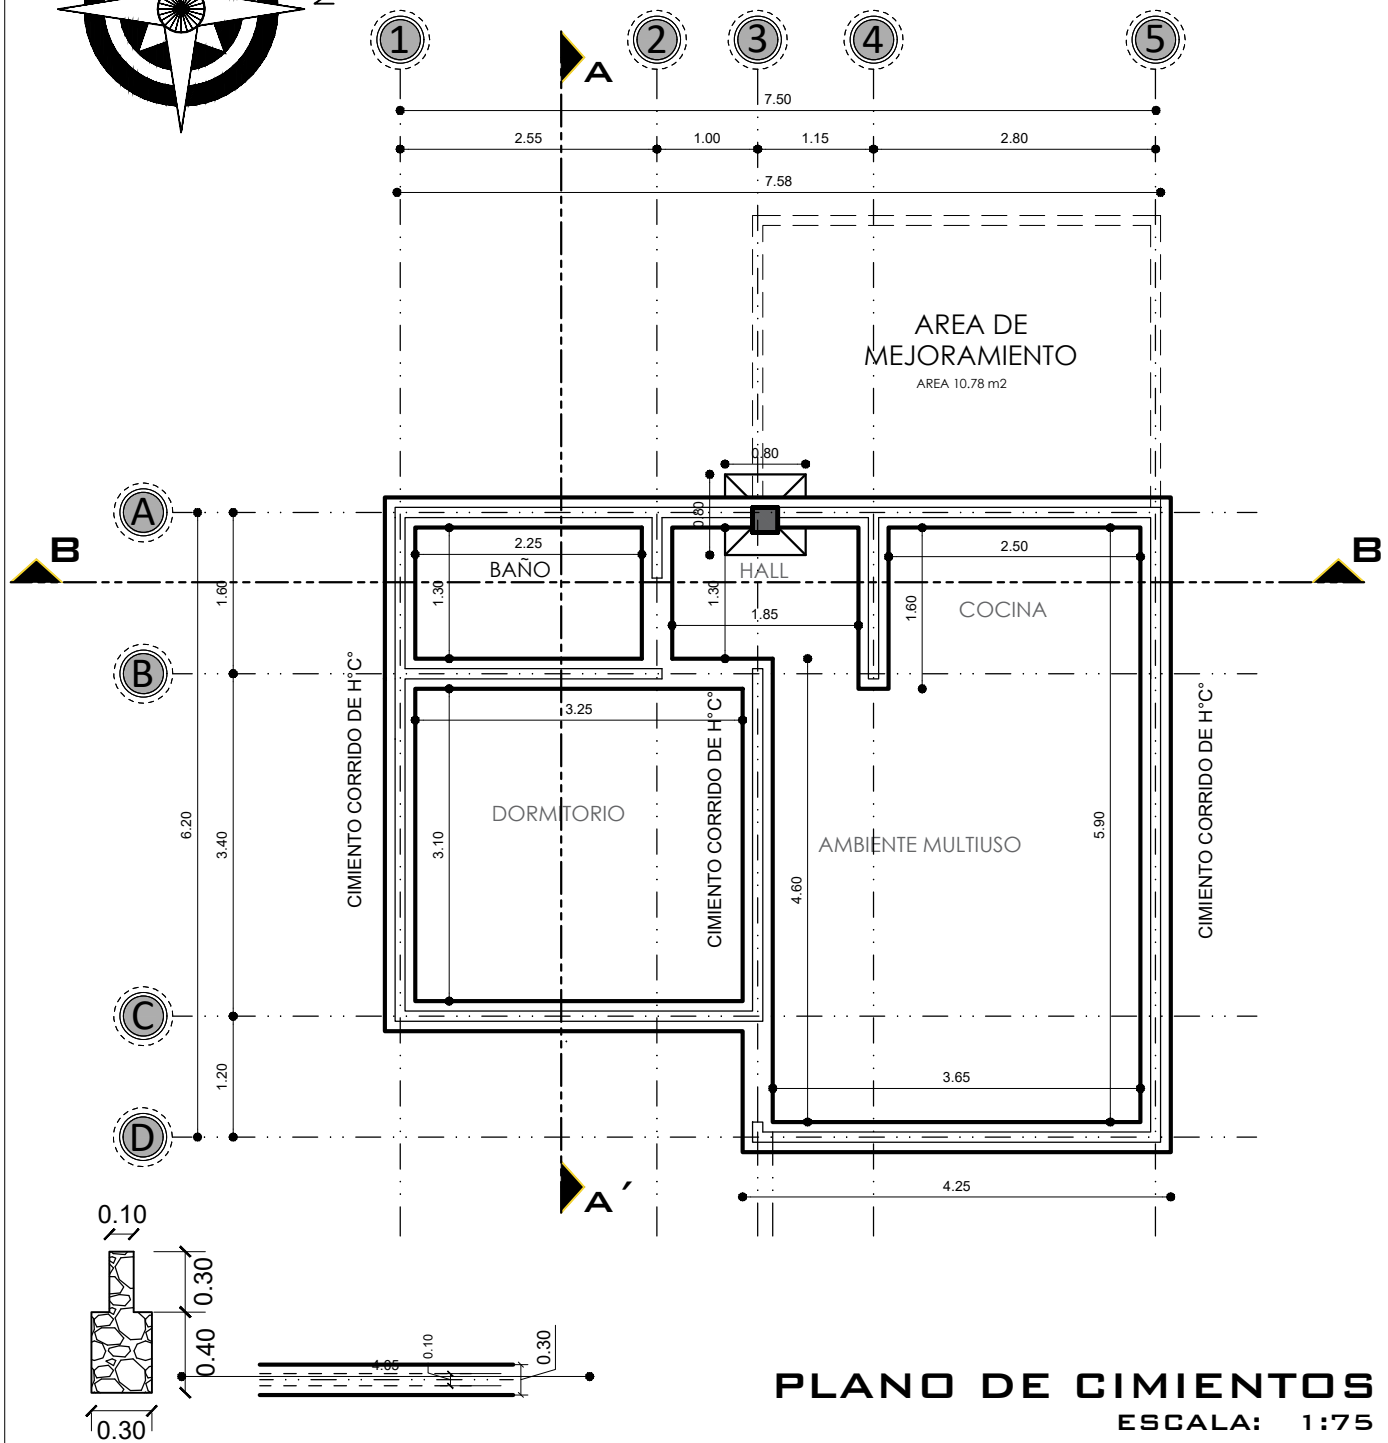 N
1
2
3
4
5
A
7.50
2.55
1.00
1.15
2.80
7.58
AREA DE
MEJORAMIENTO
AREA 10.78 m2
0.80
0.80
A
B
B
2.25
BAÑO
1.30
HALL
1.30
1.85
2.50
COCINA
1.60
1.60
B
CIMIENTO CORRIDO DE H°C°
3.25
CIMIENTO CORRIDO DE H°C°
CIMIENTO CORRIDO DE H°C°
DORMITORIO
AMBIENTE MULTIUSO
6.20
3.40
3.10
4.60
5.90
C
1.20
3.65
D
A´
4.25
0.10
0.30
0.40
0.30
4.05
0.10
0.30
PLANO DE CIMIENTOS
ESCALA: 1:75